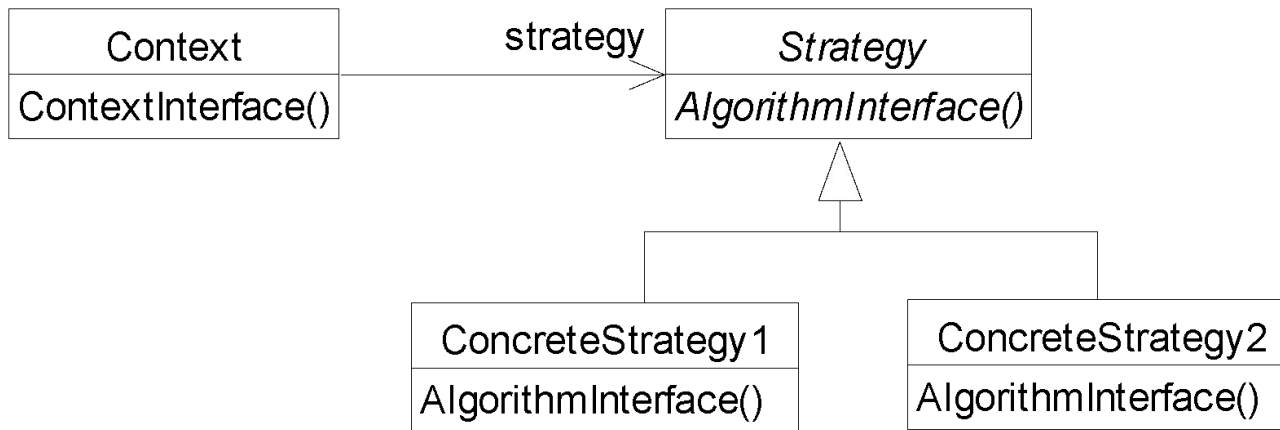 Context
ContextInterface()
strategy
Strategy
AlgorithmInterface()
ConcreteStrategy1
AlgorithmInterface()
ConcreteStrategy2
AlgorithmInterface()